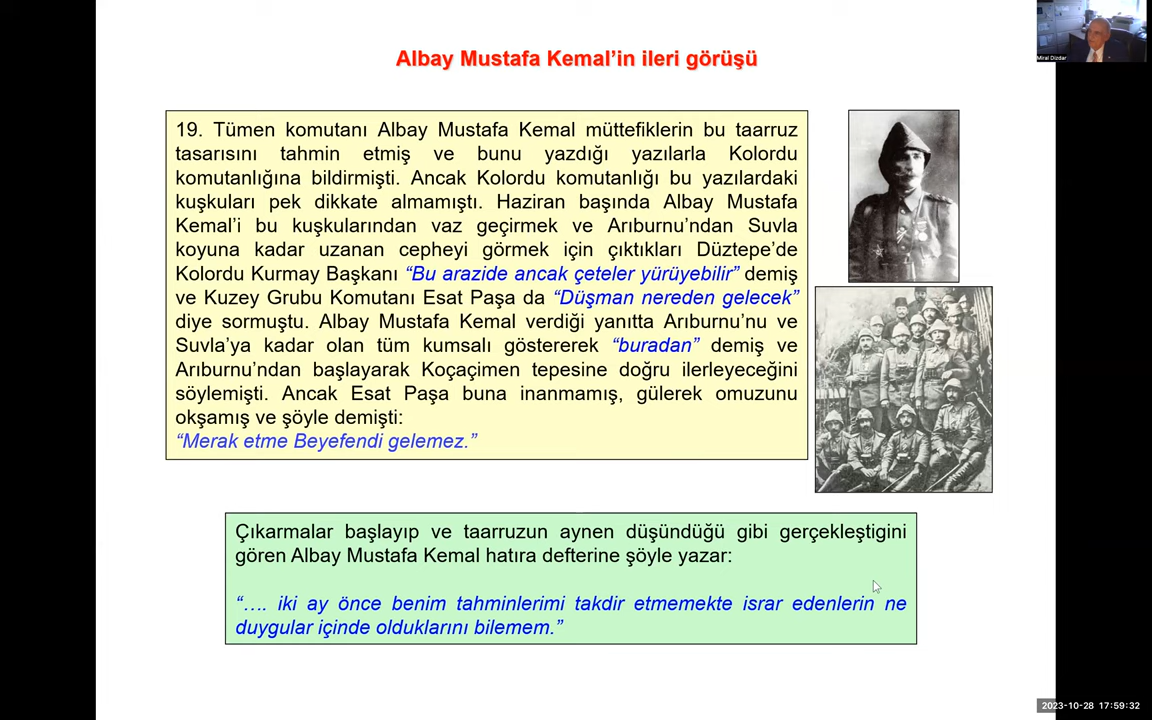 Albay Mustafa Kemal’in ileri görüşü
Miral Dizdar
19. Tümen komutanı Albay Mustafa Kemal müttefiklerin bu taarruz
tasarısını tahmin etmiş ve bunu yazdığı yazılarla Kolordu
komutanlığına bildirmişti. Ancak Kolordu komutanlığı bu yazılardaki
kuşkuları pek dikkate almamıştı. Haziran başında Albay Mustafa
Kemal’i bu kuşkularından vaz geçirmek ve Arıburnu’ndan Suvla
koyuna kadar uzanan cepheyi görmek için çıktıkları Düztepe’de
Kolordu Kurmay Başkanı “Bu arazide ancak çeteler yürüyebilir” demiş
ve Kuzey Grubu Komutanı Esat Paşa da “Düşman nereden gelecek”
diye sormuştu. Albay Mustafa Kemal verdiği yanıtta Arıburnu’nu ve
Suvla’ya kadar olan tüm kumsalı göstererek “buradan” demiş ve
Arıburnu’ndan başlayarak Koçaçimen tepesine doğru ilerleyeceğini
söylemişti. Ancak Esat Paşa buna inanmamış, gülerek omuzunu
okşamış ve şöyle demişti:
“Merak etme Beyefendi gelemez.”
Çıkarmalar başlayıp ve taarruzun aynen düşündüğü gibi gerçekleştigini
gören Albay Mustafa Kemal hatıra defterine şöyle yazar:
“…. iki ay önce benim tahminlerimi takdir etmemekte israr edenlerin ne
duygular içinde olduklarını bilemem.”
2023-10-28 17:59:32